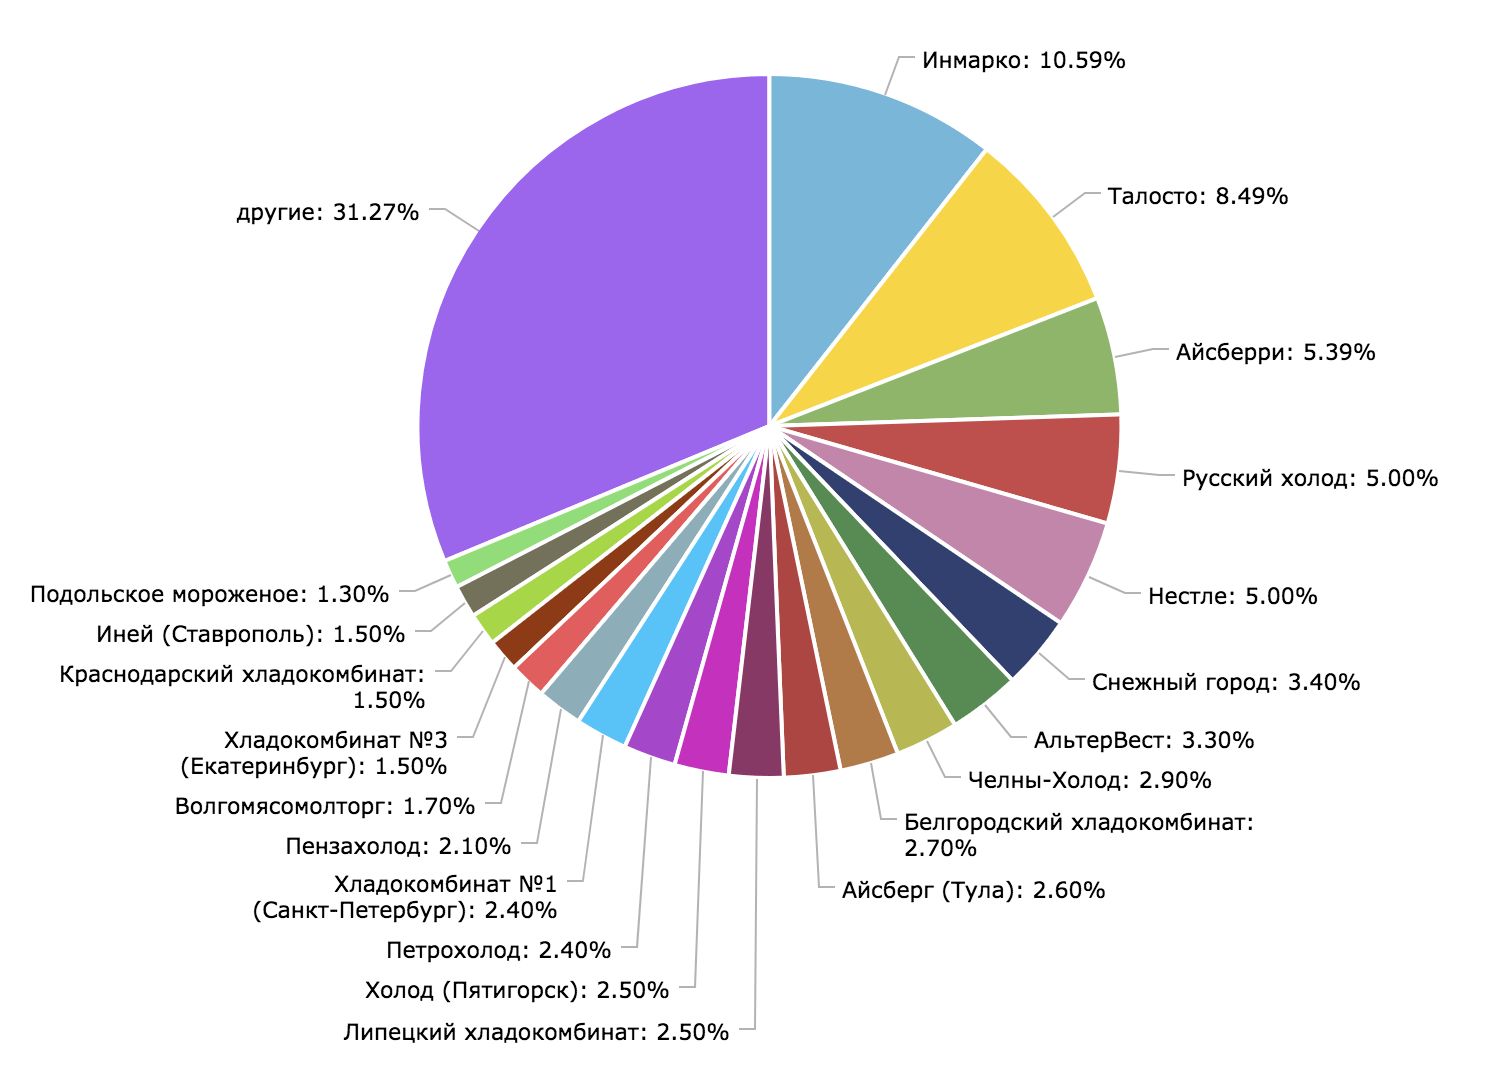 Инмарко: 10.59%
Талосто: 8.49%
Айсберри: 5.39%
Русский холод: 5.00%
Нестле: 5.00%
Снежный город: 3.40%
АльтерВест: 3.30%
Челны-Холод: 2.90%
Белгородский хладокомбинат:
2.70%
Айсберг (Тула): 2.60%
Липецкий хладокомбинат: 2.50%
Холод (Пятигорск): 2.50%
Петрохолод: 2.40%
Хладокомбинат №1
(Санкт-Петербург): 2.40%
Пензахолод: 2.10%
Волгомясомолторг: 1.70%
Хладокомбинат №3
(Екатеринбург): 1.50%
Краснодарский хладокомбинат:
1.50%
Иней (Ставрополь): 1.50%
Подольское мороженое: 1.30%
другие: 31.27%